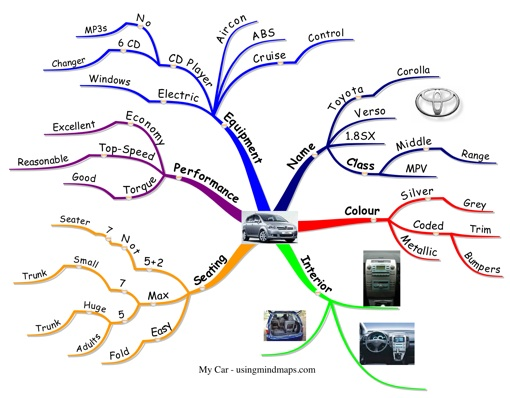 No
MP3s
6 CD
Changer
CD Player
Windows
Electric
Aircon
ABS
Cruise
Control
Equipment
Toyota
Corolla
Verso
1.8SX
Class
Middle
Range
MPV
Name
Excellent
Economy
Reasonable
Top-Speed
Good
Torque
Performance
Colour
Silver
Grey
Coded
Trim
Bumpers
Metallic
Seater
7
Not
5+2
Trunk
Small
7
Max
Trunk
Huge
5
Adults
Fold
Easy
Seating
Interior
My Car - usingmindmaps.com